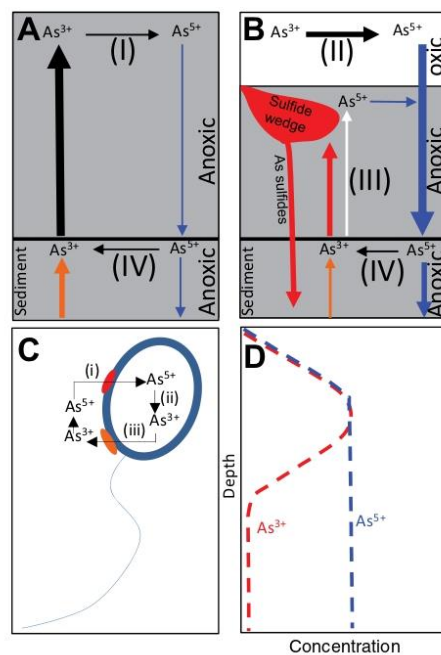 A
As3+ As5+
(I)
Anoxic
As3+ As5+
(IV)
Sediment
Anoxic
B
As3+ As5+
(II)
oxic
Sulfide
wedge
As5+
As sulfides
(III)
Anoxic
As3+ As5+
(IV)
Sediment
Anoxic
C
(i)
As5+
As5+
(ii)
As3+
As3+
(iii)
D
Depth
As3+
As5+
Concentration